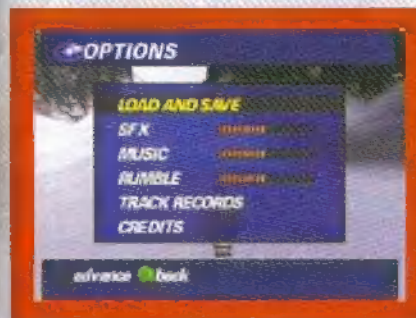 OPTIONS
LOAD AND SAVE
SFX
MUSIC
RUMBLE
TRACK RECORDS
CREDITS
advance back